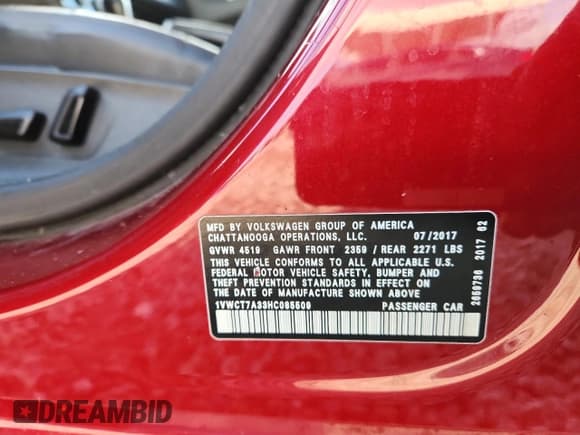 MFD BY VOLKSWAGEN GROUP OF AMERICA
CHATTANOOGA OPERATIONS, LLC. 07/2017
GVWR 4519 GAWR FRONT 2359 / REAR 2271 LBS
THIS VEHICLE CONFORMS TO ALL APPLICABLE U.S.
FEDERAL MOTOR VEHICLE SAFETY, BUMPER AND
THEFT PREVENTION STANDARDS IN EFFECT ON
THE DATE OF MANUFACTURE SHOWN ABOVE
1VWCT7A33HC085600 PASSENGER CAR
2659736 2017 02
DREAMBID